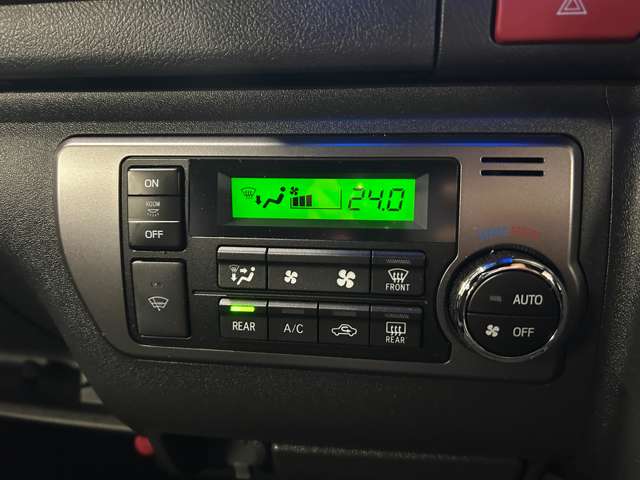 ON
ROOM
OFF
24.0
FRONT
REAR
A/C
REAR
AUTO
OFF